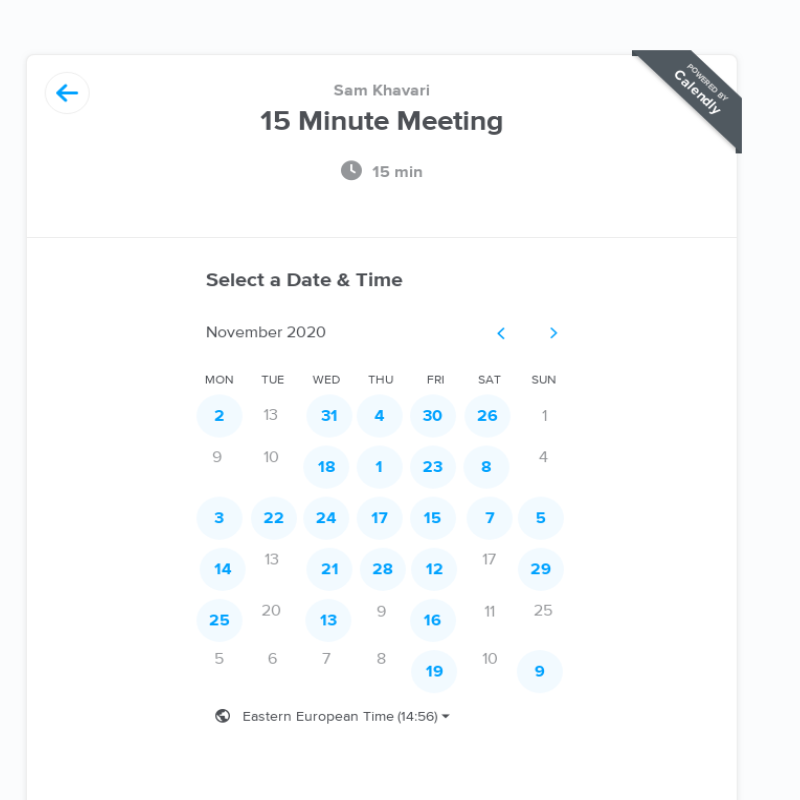 POWERED BY
Calendly
Sam Khavari
15 Minute Meeting
15 min
Select a Date & Time
November 2020
MON TUE WED THU FRI SAT SUN
2 13 31 4 30 26 1
9 10 18 1 23 8 4
3 22 24 17 15 7 5
14 13 21 28 12 17 29
25 20 13 9 16 11 25
5 6 7 8 19 10 9
Eastern European Time (14:56)